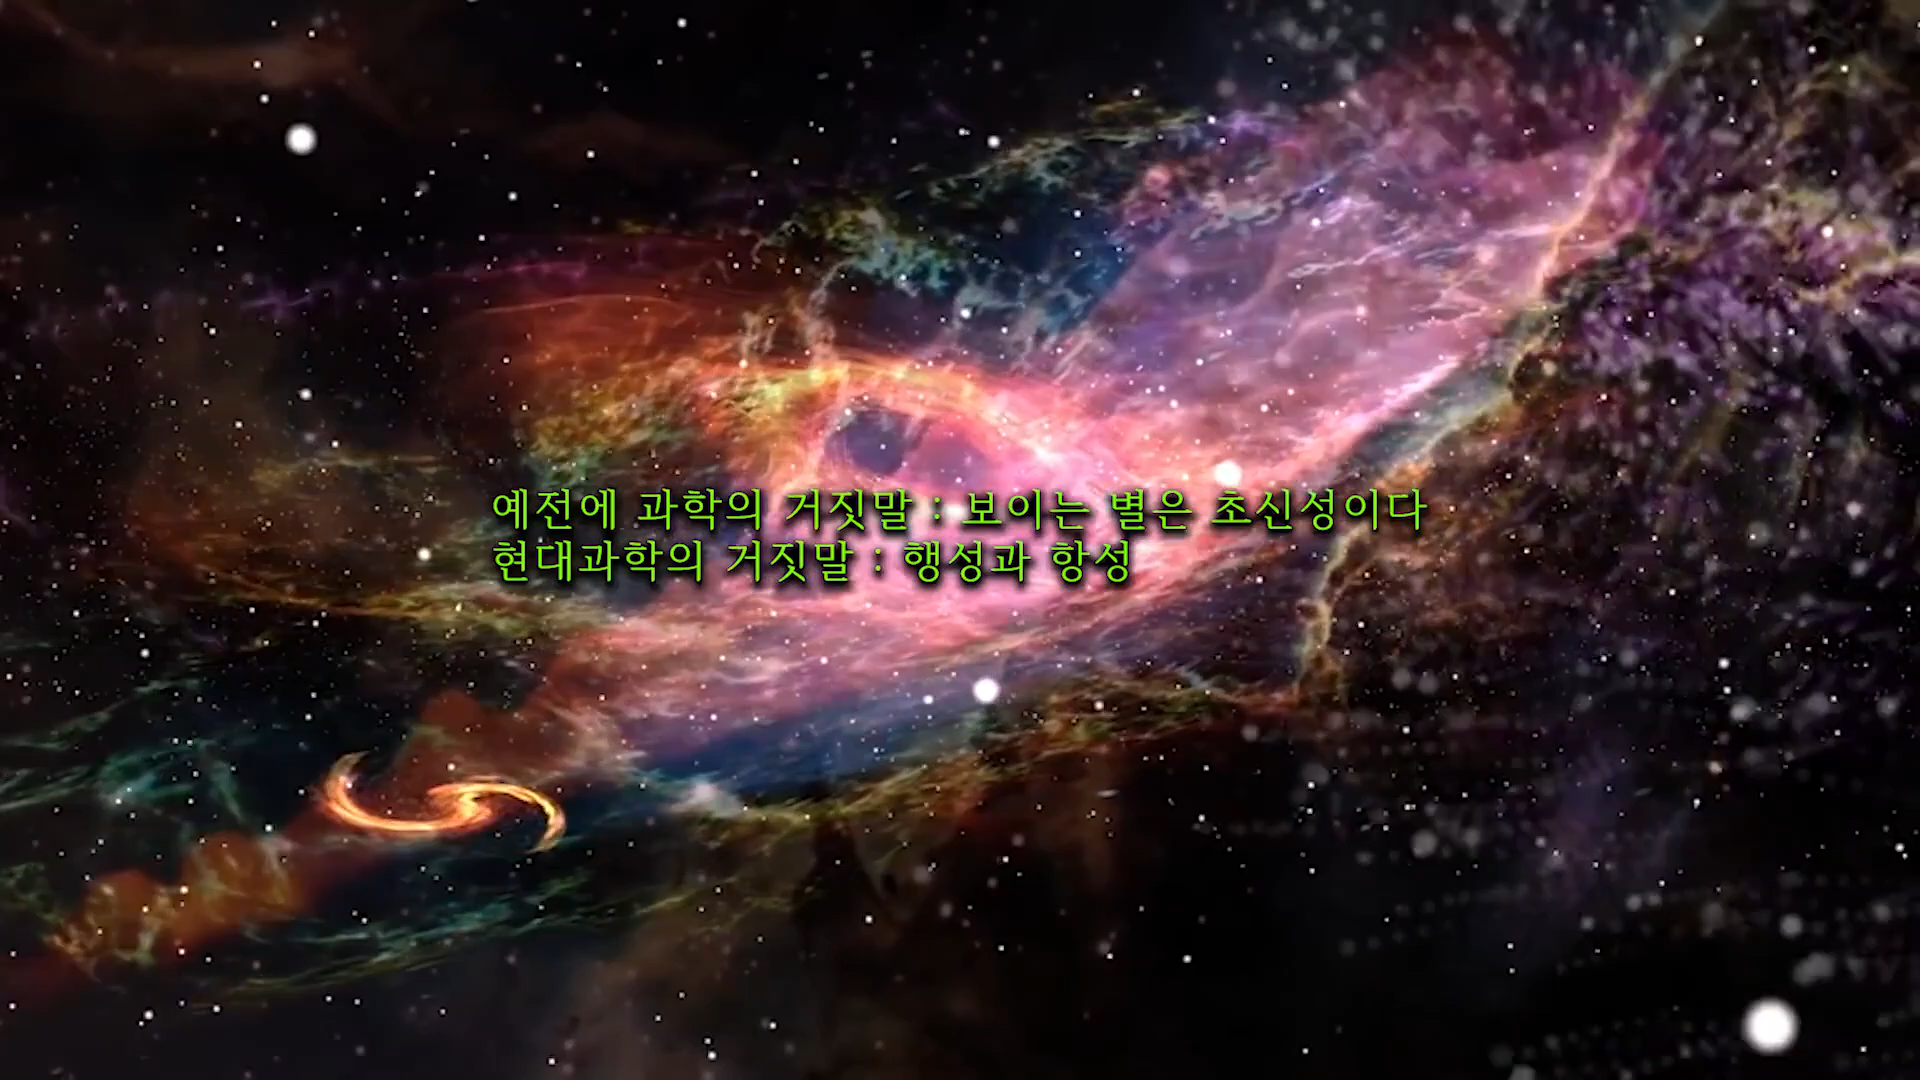 예전에 과학의 거짓말 : 보이는 별은 초신성이다
현대과학의 거짓말 : 행성과 항성